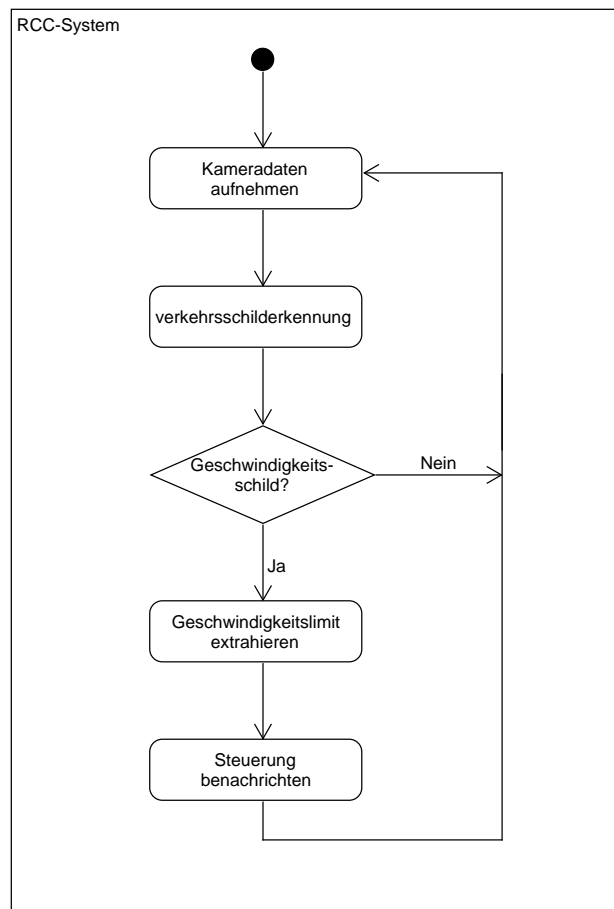 RCC-System
Kameradaten
aufnehmen
verkehrsschilderkennung
Geschwindigkeits-
schild?
Nein
Ja
Geschwindigkeitslimit
extrahieren
Steuerung
benachrichten